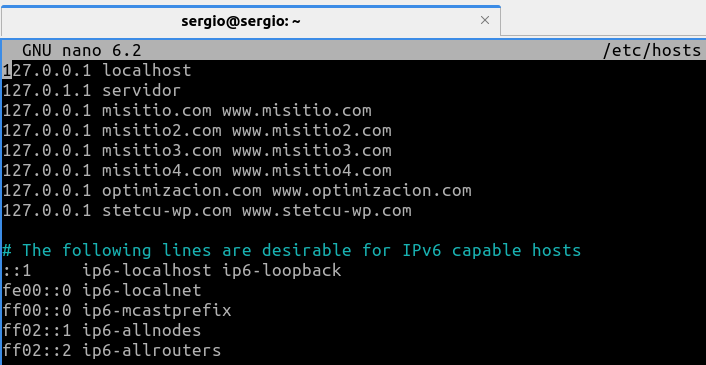 sergio@sergio: ~ ×
GNU nano 6.2 /etc/hosts
127.0.0.1 localhost
127.0.1.1 servidor
127.0.0.1 misitio.com www.misitio.com
127.0.0.1 misitio2.com www.misitio2.com
127.0.0.1 misitio3.com www.misitio3.com
127.0.0.1 misitio4.com www.misitio4.com
127.0.0.1 optimizacion.com www.optimizacion.com
127.0.0.1 stetcu-wp.com www.stetcu-wp.com
# The following lines are desirable for IPv6 capable hosts
::1     ip6-localhost ip6-loopback
fe00::0 ip6-localnet
ff00::0 ip6-mcastprefix
ff02::1 ip6-allnodes
ff02::2 ip6-allrouters